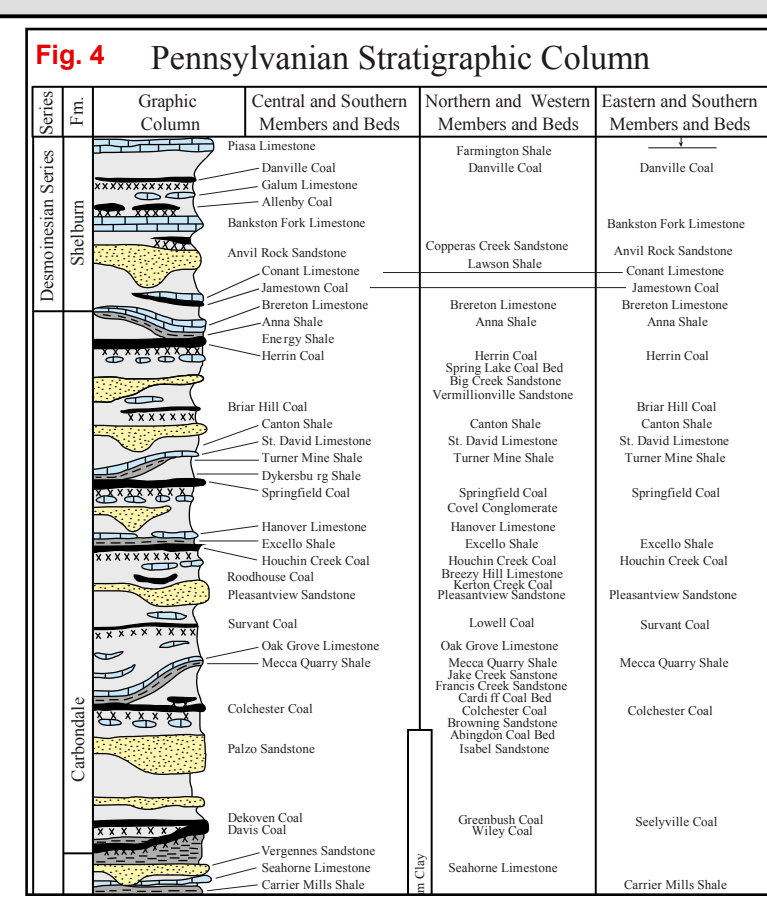 Fig. 4
Pennsylvanian Stratigraphic Column
Series
Fm.
Graphic
Column
Central and Southern
Members and Beds
Northern and Western
Members and Beds
Eastern and Southern
Members and Beds
Desmoinesian Series
Shelburn
Carbondale
Piasa Limestone
Danville Coal
Galum Limestone
Allenby Coal
Bankston Fork Limestone
Anvil Rock Sandstone
Conant Limestone
Jamestown Coal
Brereton Limestone
Anna Shale
Energy Shale
Herrin Coal
Briar Hill Coal
Canton Shale
St. David Limestone
Turner Mine Shale
Dykersbu rg Shale
Springfield Coal
Hanover Limestone
Excello Shale
Houchin Creek Coal
Roodhouse Coal
Pleasantview Sandstone
Survant Coal
Oak Grove Limestone
Mecca Quarry Shale
Colchester Coal
Palzo Sandstone
Dekoven Coal
Davis Coal
Vergennes Sandstone
Seahorne Limestone
Carrier Mills Shale
Farmington Shale
Danville Coal
Copperas Creek Sandstone
Lawson Shale
Brereton Limestone
Anna Shale
Herrin Coal
Spring Lake Coal Bed
Big Creek Sandstone
Vermillionville Sandstone
Canton Shale
St. David Limestone
Turner Mine Shale
Springfield Coal
Covel Conglomerate
Hanover Limestone
Excello Shale
Houchin Creek Coal
Breezy Hill Limestone
Kerton Creek Coal
Pleasantview Sandstone
Lowell Coal
Oak Grove Limestone
Mecca Quarry Shale
Jake Creek Sanstone
Francis Creek Sandstone
Cardi ff Coal Bed
Colchester Coal
Browning Sandstone
Abingdon Coal Bed
Isabel Sandstone
Greenbush Coal
Wiley Coal
Seahorne Limestone
m Clay
Danville Coal
Bankston Fork Limestone
Anvil Rock Sandstone
Conant Limestone
Jamestown Coal
Brereton Limestone
Anna Shale
Herrin Coal
Briar Hill Coal
Canton Shale
St. David Limestone
Turner Mine Shale
Springfield Coal
Excello Shale
Houchin Creek Coal
Pleasantview Sandstone
Survant Coal
Mecca Quarry Shale
Colchester Coal
Seelyville Coal
Carrier Mills Shale